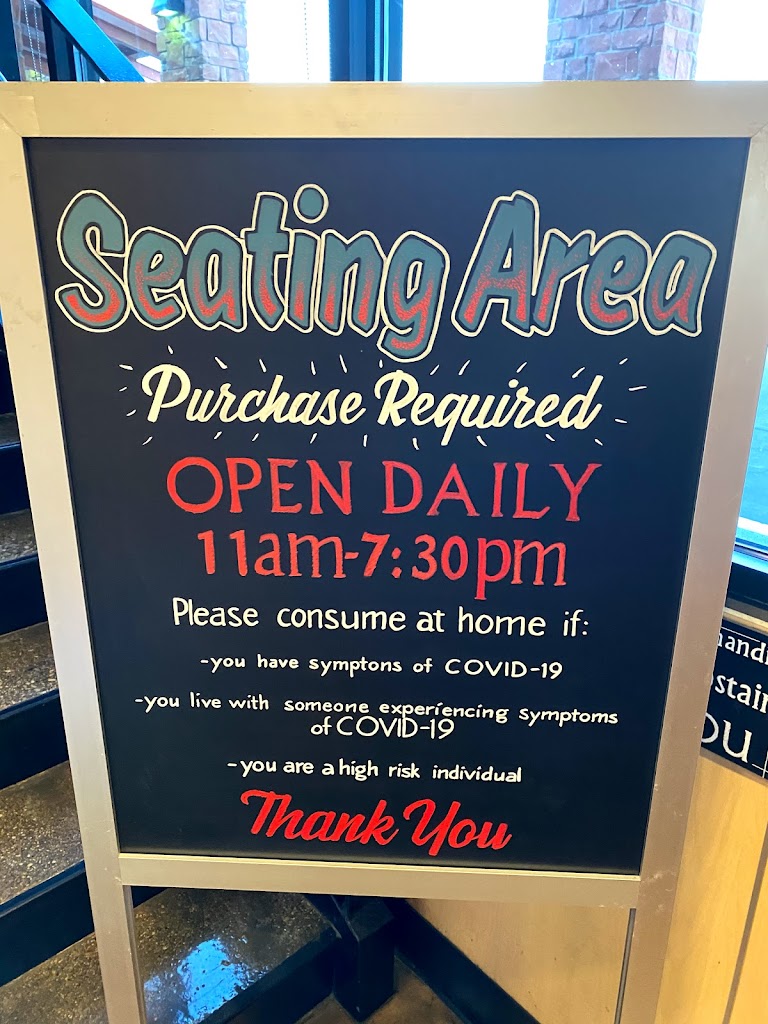 Seating Area
Purchase Required
OPEN DAILY
11am-7:30pm
Please consume at home if:
-you have symptons of COVID-19
-you live with someone experiencing symptoms
of COVID-19
-you are a high risk individual
Thank You